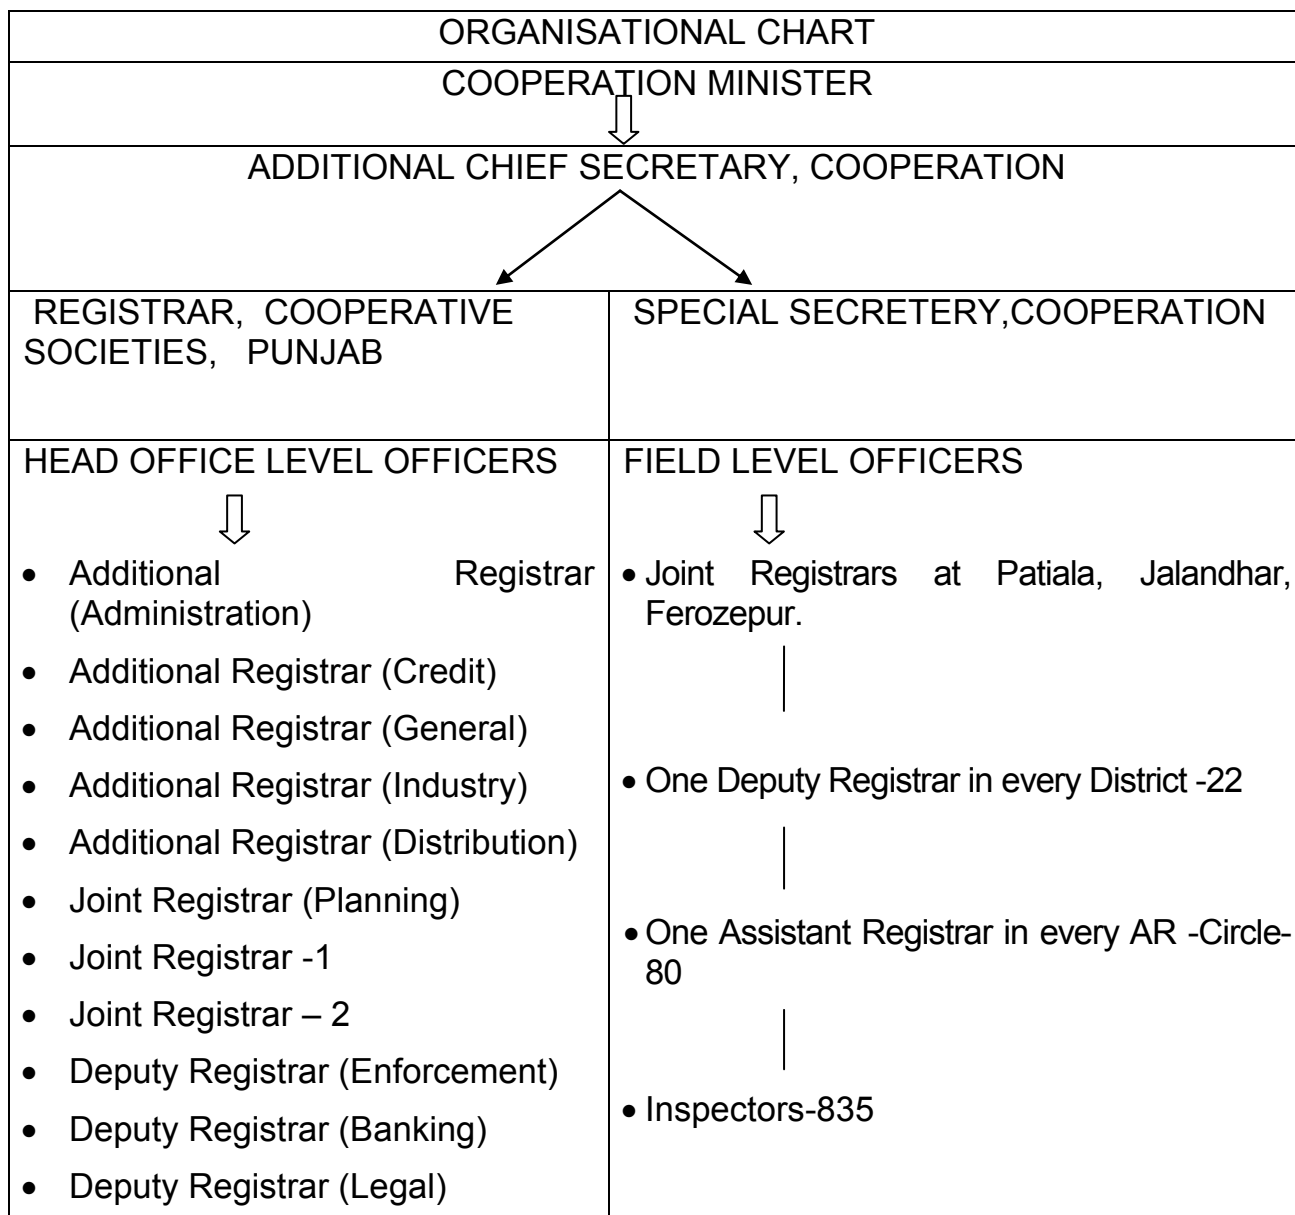 ORGANISATIONAL CHART
COOPERATION MINISTER
ADDITIONAL CHIEF SECRETARY, COOPERATION
REGISTRAR, COOPERATIVE
SOCIETIES, PUNJAB
SPECIAL SECRETERY,COOPERATION
HEAD OFFICE LEVEL OFFICERS
• Additional Registrar
(Administration)
• Additional Registrar (Credit)
• Additional Registrar (General)
• Additional Registrar (Industry)
• Additional Registrar (Distribution)
• Joint Registrar (Planning)
• Joint Registrar -1
• Joint Registrar – 2
• Deputy Registrar (Enforcement)
• Deputy Registrar (Banking)
• Deputy Registrar (Legal)
FIELD LEVEL OFFICERS
• Joint Registrars at Patiala, Jalandhar,
Ferozepur.
• One Deputy Registrar in every District -22
• One Assistant Registrar in every AR -Circle-
80
• Inspectors-835